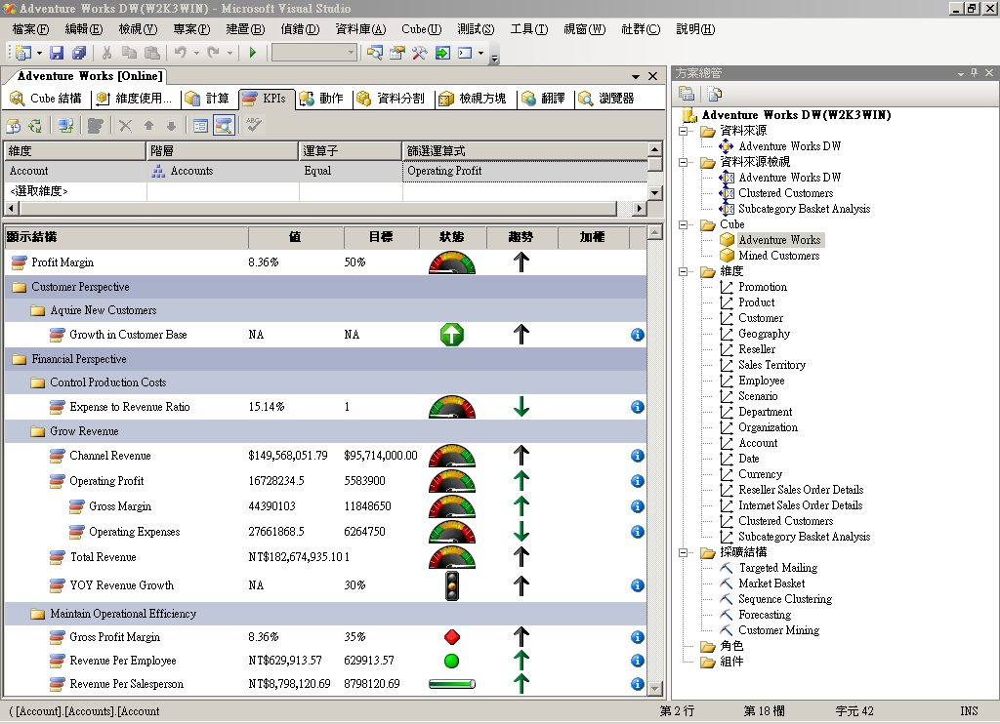 Adventure Works DW(W2K3WIN) - Microsoft Visual Studio
檔案(F) 編輯(E) 檢視(V) 專案(P) 建置(B) 偵錯(D) 資料庫(A) Cube(U) 測試(S) 工具(T) 視窗(W) 社群(C) 說明(H)
Adventure Works [Online]
Cube 結構 維度使用... 計算 KPIs 動作 資料分割 檢視方塊 翻譯 瀏覽器
ABC
維度 階層 運算子 篩選運算式
Account Accounts Equal Operating Profit
<選取維度>
顯示結構 值 目標 狀態 趨勢 加權
Profit Margin 8.36% 50%
Customer Perspective
Aquire New Customers
Growth in Customer Base NA NA
Financial Perspective
Control Production Costs
Expense to Revenue Ratio 15.14% 1
Grow Revenue
Channel Revenue $149,568,051.79 $95,714,000.00
Operating Profit 16728234.5 5583900
Gross Margin 44390103 11848650
Operating Expenses 27661868.5 6264750
Total Revenue NT$182,674,935.10 1
YOY Revenue Growth NA 30%
Maintain Operational Efficiency
Gross Profit Margin 8.36% 35%
Revenue Per Employee NT$629,913.57 629913.57
Revenue Per Salesperson NT$8,798,120.69 8798120.69
方案總管
Adventure Works DW(W2K3WIN)
資料來源
Adventure Works DW
資料來源檢視
Adventure Works DW
Clustered Customers
Subcategory Basket Analysis
Cube
Adventure Works
Mined Customers
維度
Promotion
Product
Customer
Geography
Reseller
Sales Territory
Employee
Scenario
Department
Organization
Account
Date
Currency
Reseller Sales Order Details
Internet Sales Order Details
Clustered Customers
Subcategory Basket Analysis
採礦結構
Targeted Mailing
Market Basket
Sequence Clustering
Forecasting
Customer Mining
角色
組件
( [Account].[Accounts].[Account 第 2 行 第 18 欄 字元 42 INS